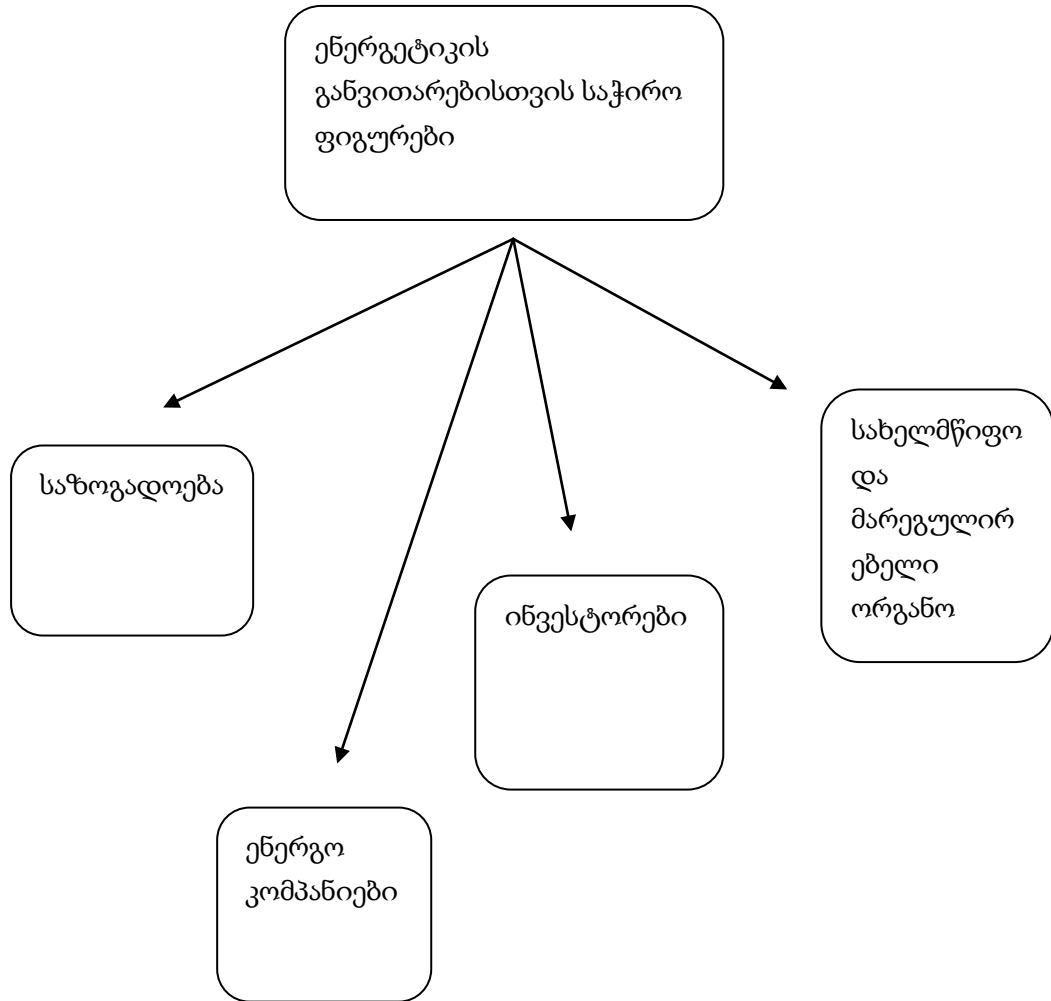 ენერგეტიკის
განვითარებისთვის საჭირო
ფიგურები
საზოგადოება
სახელმწიფო
და
მარეგულირ
ებელი
ორგანო
ინვესტორები
ენერგო
კომპანიები